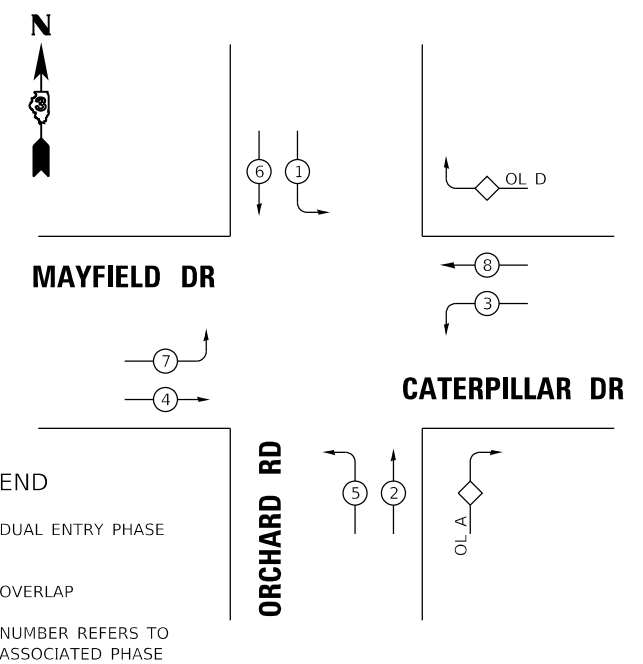 N
3
6
1
OL D
8
3
MAYFIELD DR
7
4
CATERPILLAR DR
5
2
OL A
ORCHARD RD
END
DUAL ENTRY PHASE
OVERLAP
NUMBER REFERS TO
ASSOCIATED PHASE